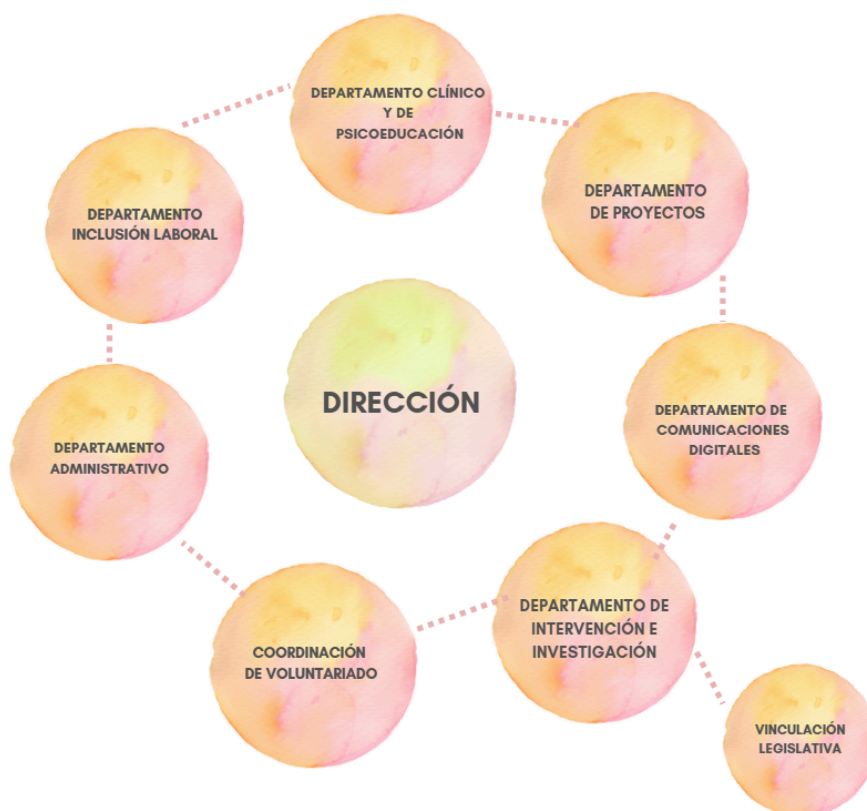 DEPARTAMENTO CLÍNICO
Y DE
PSICOEDUCACIÓN
DEPARTAMENTO
DE PROYECTOS
DEPARTAMENTO
INCLUSIÓN LABORAL
DIRECCIÓN
DEPARTAMENTO DE
COMUNICACIONES
DIGITALES
DEPARTAMENTO
ADMINISTRATIVO
DEPARTAMENTO DE
INTERVENCIÓN E
INVESTIGACIÓN
COORDINACIÓN
DE VOLUNTARIADO
VINCULACIÓN
LEGISLATIVA